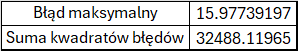 Błąd maksymalny 15.97739197
Suma kwadratów błędów 32488.11965